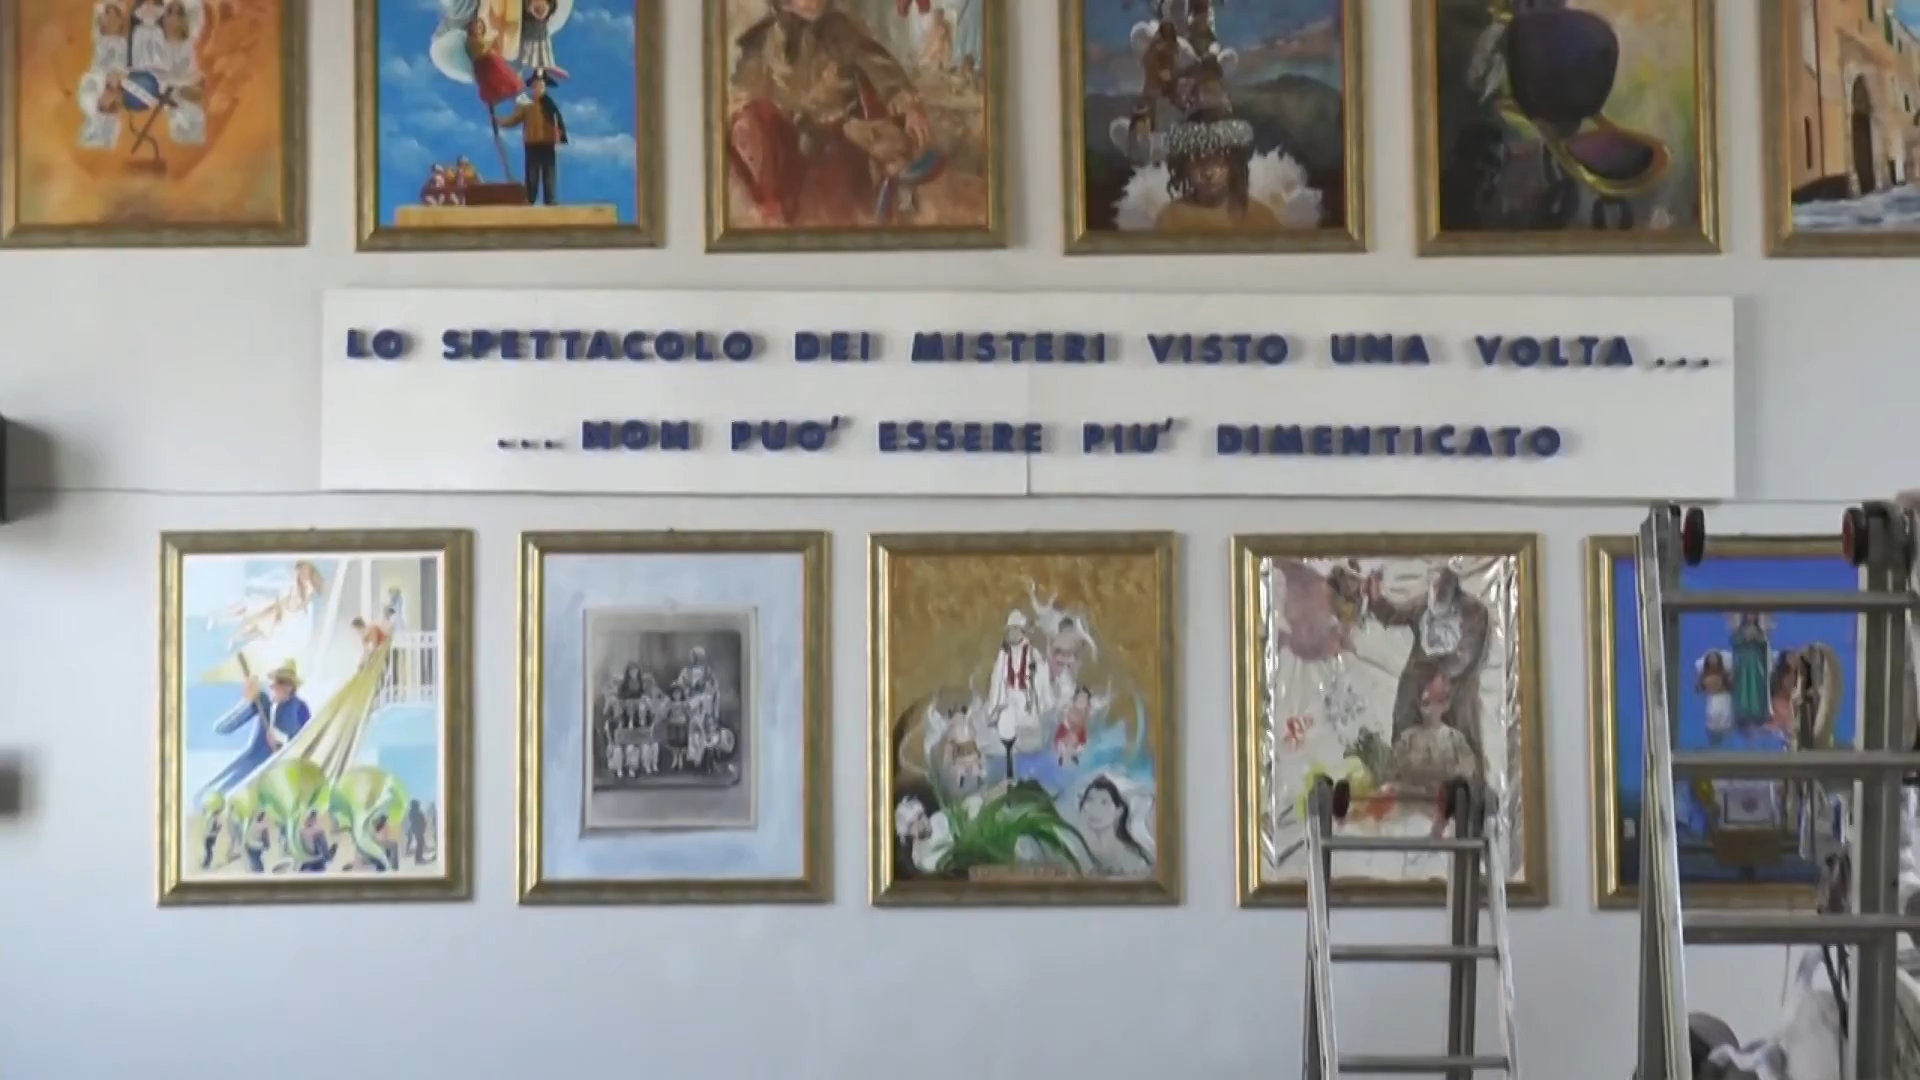 LO SPETTACOLO DEI MISTERI VISTO UNA VOLTA...
...NON PUO' ESSERE PIU' DIMENTICATO